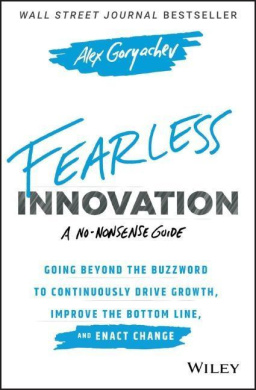 WALL STREET JOURNAL BESTSELLER
Alex Goryachev
FEARLESS
INNOVATION
A NO-NONSENSE GUIDE
GOING BEYOND THE BUZZWORD
TO CONTINUOUSLY DRIVE GROWTH,
IMPROVE THE BOTTOM LINE,
AND ENACT CHANGE
WILEY